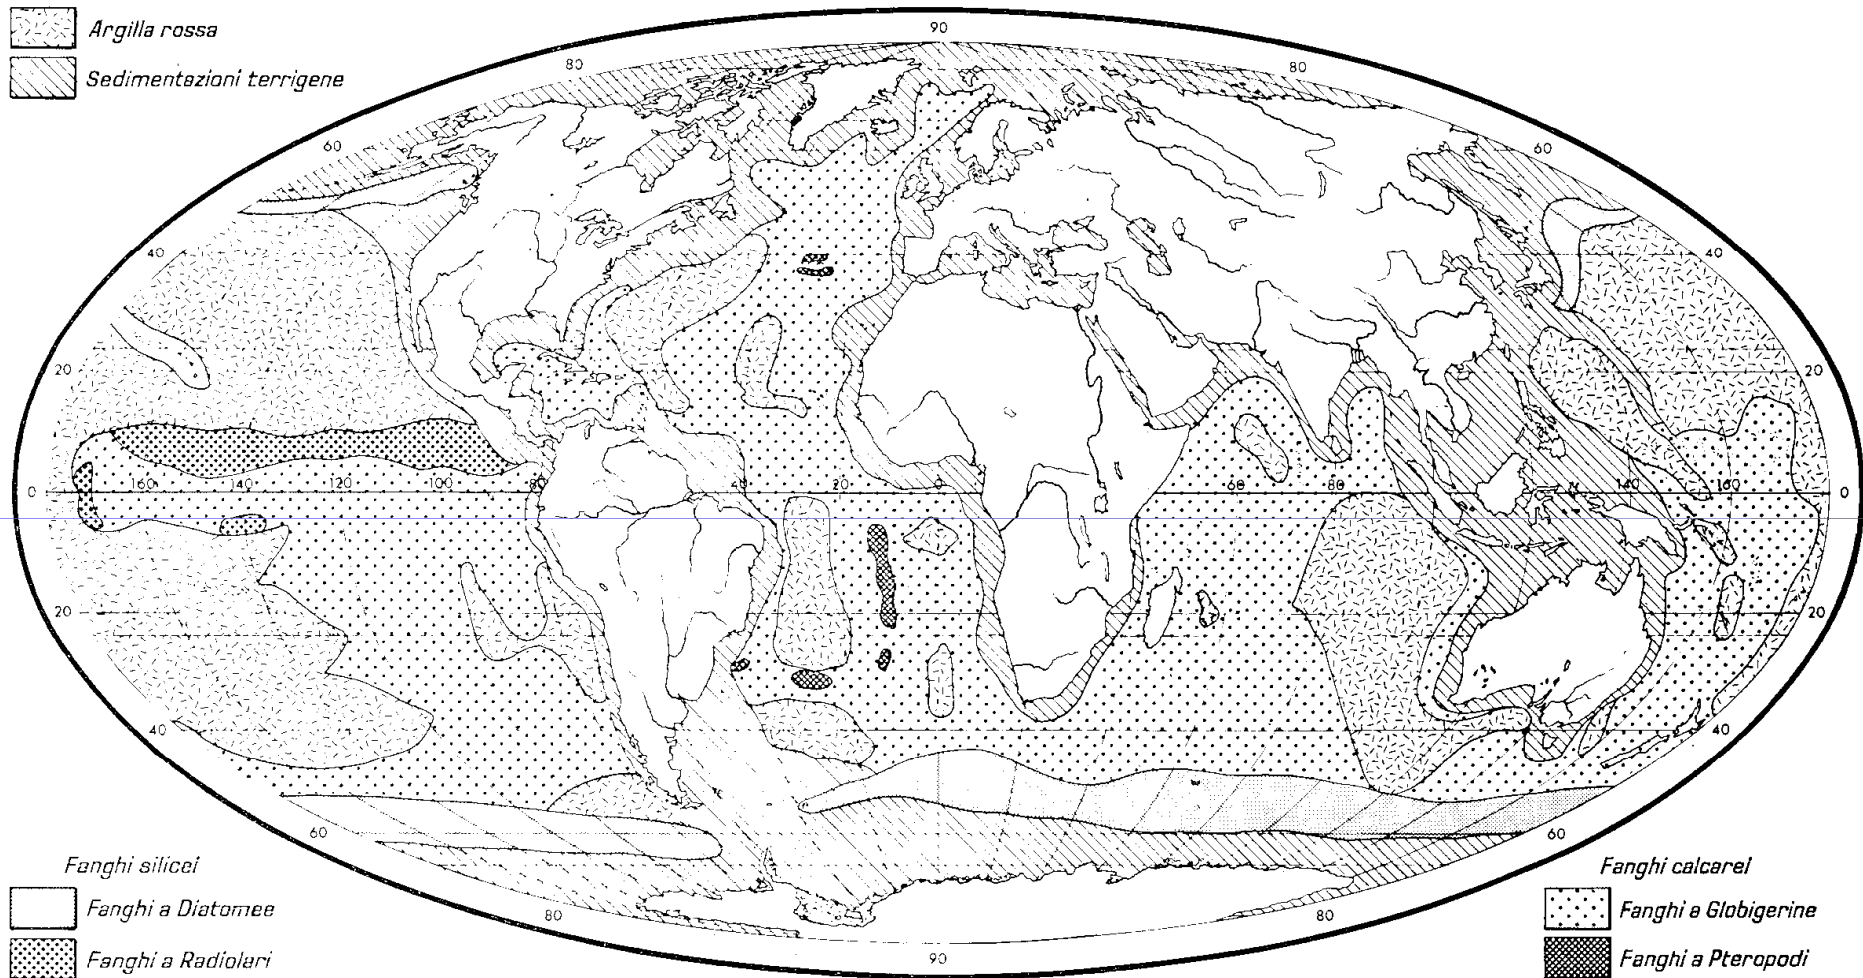 Argilla rossa
Sedimentazioni terrigene
90
80 80
60 60
40 40
20 20
0 160 140 120 100 80 40 20 0 60 80 140 160 0
20 20
40 40
60 60
80 80
90
Fanghi silicei
Fanghi a Diatomee
Fanghi a Radiolari
Fanghi calcarei
Fanghi a Globigerine
Fanghi a Pteropodi